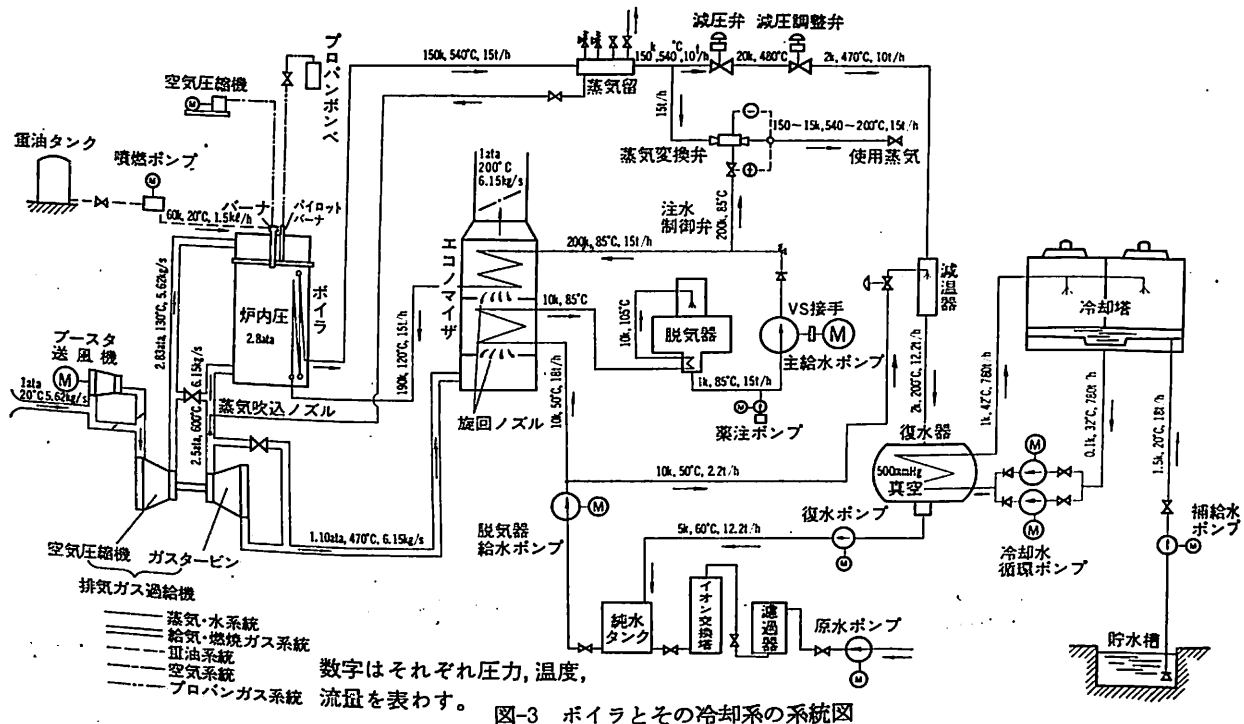 減圧弁
減圧調整弁
プロパンボンベ
空気圧縮機
重油タンク
噴燃ポンプ
60k, 20°C, 1.5kℓ/h
バーナ
パイロットバーナ
150k, 540°C, 15t/h
蒸気留
150k, 540°C, 10t/h
20k, 480°C
2k, 470°C, 10t/h
15t/h
蒸気変換弁
150~15k, 540~200°C, 15t/h
使用蒸気
注水制御弁
200k, 85°C
1ata
200°C
6.15kg/s
エコノマイザ
200k, 85°C, 15t/h
10k, 85°C
10k, 105°C
脱気器
VS接手
主給水ポンプ
1k, 85°C, 15t/h
薬注ポンプ
減温器
2k, 200°C, 12.2t/h
冷却塔
ボイラ
炉内圧
2.8ata
2.83ata, 130°C, 5.62kg/s
ブースタ送風機
1ata
20°C 5.62kg/s
蒸気吹込ノズル
2.5ata, 600°C, 6.15kg/s
190k, 120°C, 15t/h
旋回ノズル
10k, 50°C, 18t/h
10k, 50°C, 2.2t/h
復水器
500mmHg
真空
1k, 42°C, 780t/h
0.1k, 32°C, 780t/h
1.5k, 20°C, 18t/h
冷却水循環ポンプ
補給水ポンプ
貯水槽
復水ポンプ
5k, 60°C, 12.2t/h
脱気器給水ポンプ
純水タンク
イオン交換塔
濾過器
原水ポンプ
1.10ata, 470°C, 6.15kg/s
空気圧縮機
ガスタービン
排気ガス過給機
蒸気・水系統
給気・燃焼ガス系統
重油系統
空気系統
プロパンガス系統
数字はそれぞれ圧力, 温度,
流量を表わす。
図-3 ボイラとその冷却系の系統図